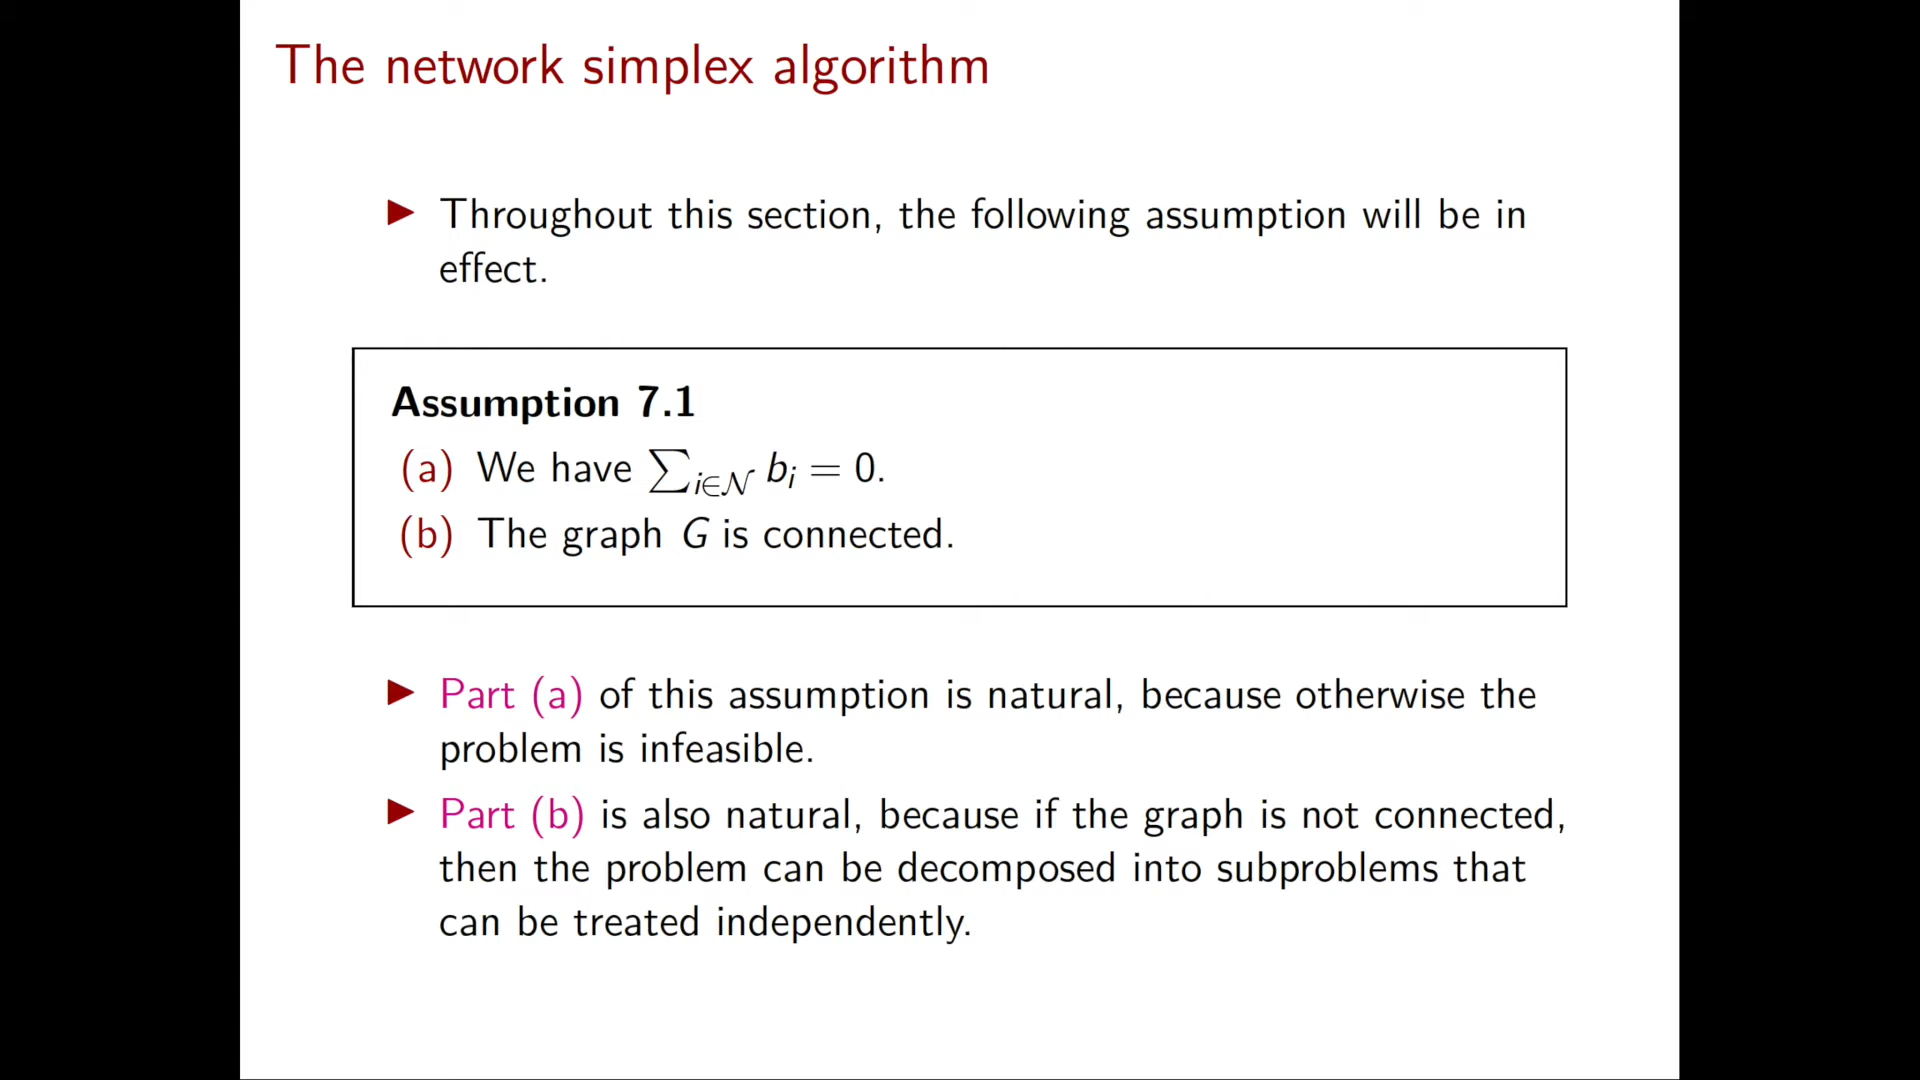 The network simplex algorithm
▶ Throughout this section, the following assumption will be in
effect.
Assumption 7.1
(a) We have ∑_{i∈𝒩} b_i = 0.
(b) The graph G is connected.
▶ Part (a) of this assumption is natural, because otherwise the
problem is infeasible.
▶ Part (b) is also natural, because if the graph is not connected,
then the problem can be decomposed into subproblems that
can be treated independently.